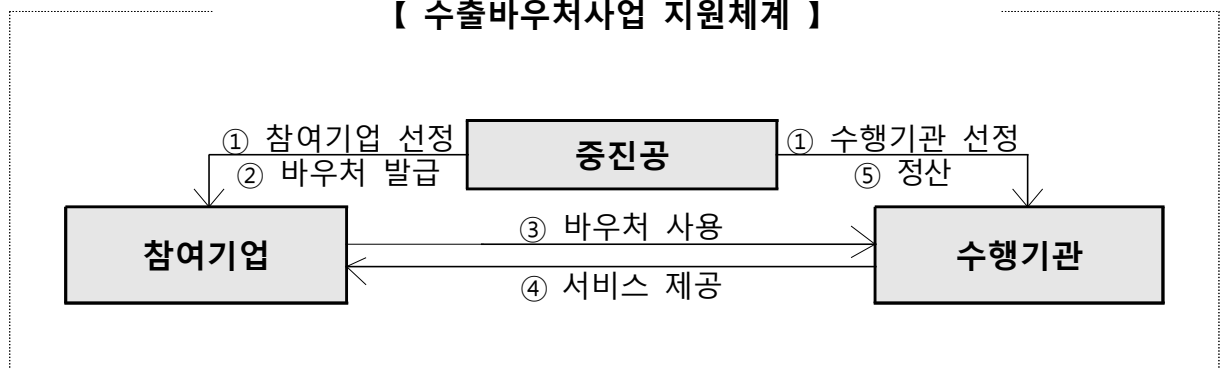 【 수출바우처사업 지원체계 】
① 참여기업 선정
② 바우처 발급
중진공
① 수행기관 선정
⑤ 정산
참여기업
③ 바우처 사용
④ 서비스 제공
수행기관